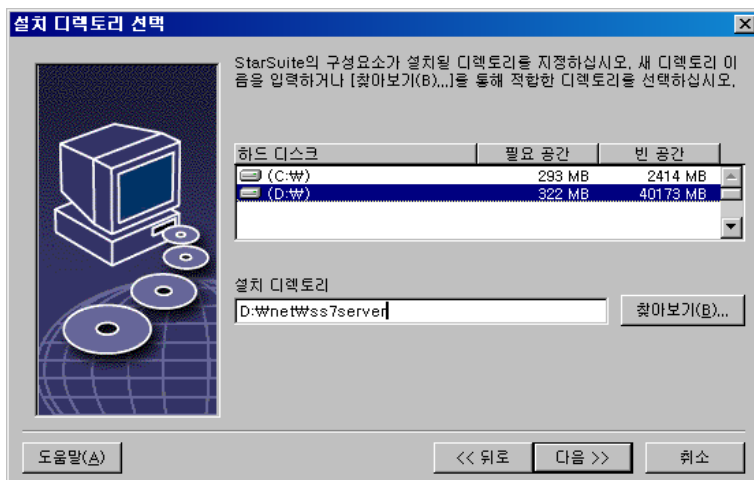 설치 디렉토리 선택
StarSuite의 구성요소가 설치될 디렉토리를 지정하십시오. 새 디렉토리 이
름을 입력하거나 [찾아보기(B)...]를 통해 적합한 디렉토리를 선택하십시오.
하드 디스크 필요 공간 빈 공간
(C:₩) 293 MB 2414 MB
(D:₩) 322 MB 40173 MB
설치 디렉토리
D:₩net₩ss7server 찾아보기(B)...
도움말(A) << 뒤로 다음 >> 취소